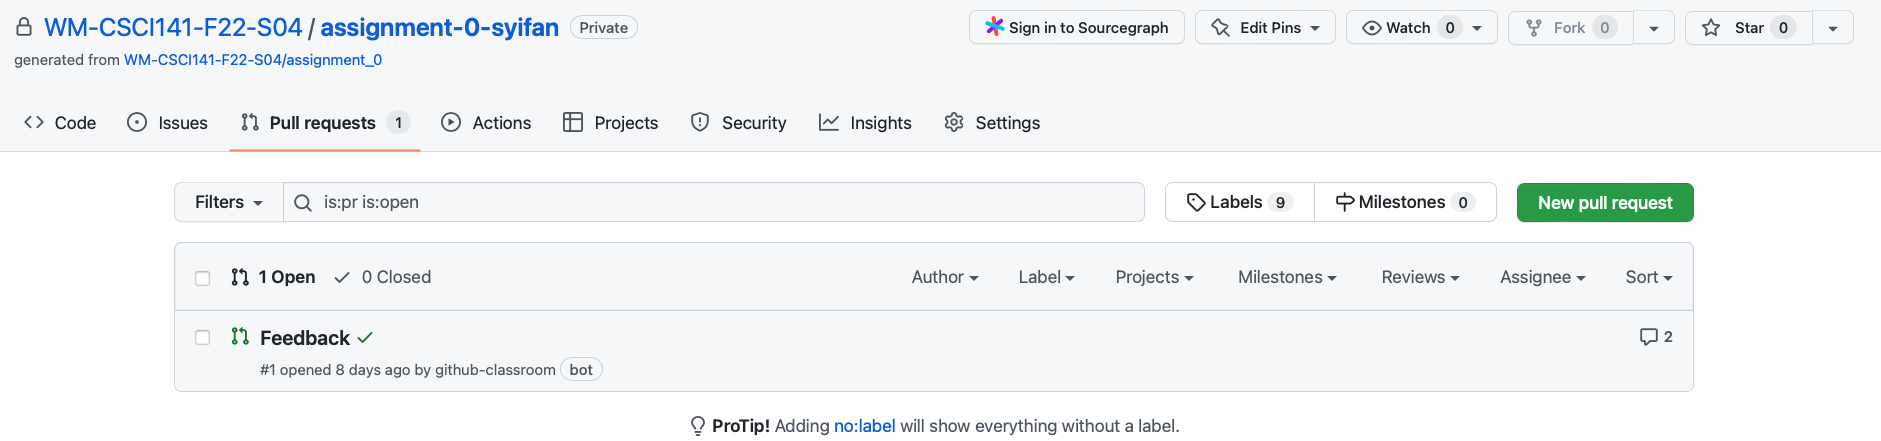 WM-CSCI141-F22-S04 / assignment-0-syifan Private Sign in to Sourcegraph Edit Pins Watch 0 Fork 0 Star 0
generated from WM-CSCI141-F22-S04/assignment_0
Code Issues Pull requests 1 Actions Projects Security Insights Settings
Filters is:pr is:open Labels 9 Milestones 0 New pull request
1 Open 0 Closed Author Label Projects Milestones Reviews Assignee Sort
Feedback 2
#1 opened 8 days ago by github-classroom bot
ProTip! Adding no:label will show everything without a label.